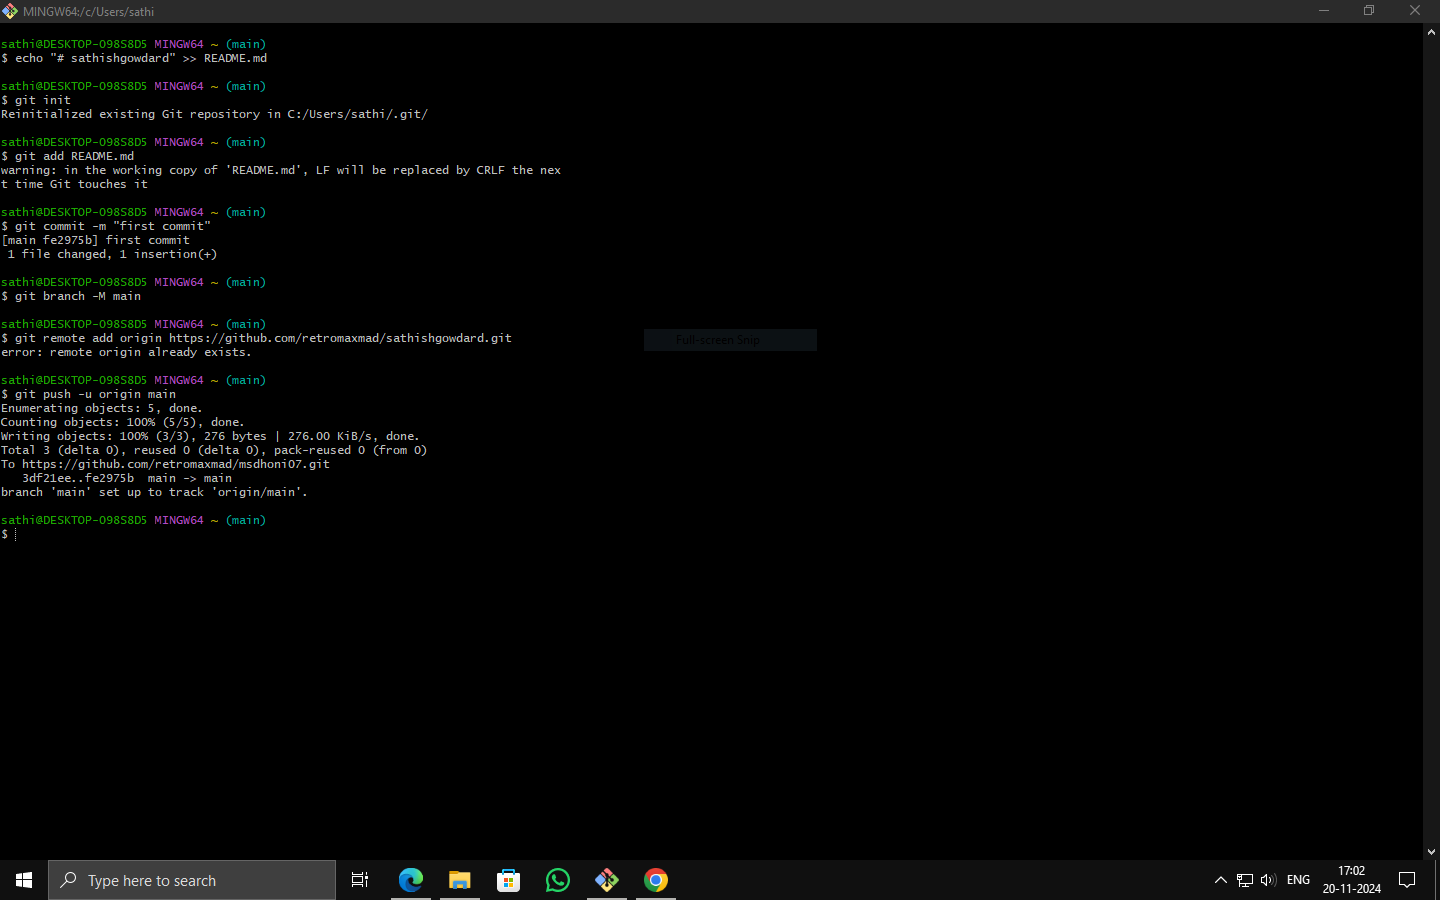 MINGW64:/c/Users/sathi
sathi@DESKTOP-O98S8D5 MINGW64 ~ (main)
$ echo "# sathishgowdard" >> README.md
sathi@DESKTOP-O98S8D5 MINGW64 ~ (main)
$ git init
Reinitialized existing Git repository in C:/Users/sathi/.git/
sathi@DESKTOP-O98S8D5 MINGW64 ~ (main)
$ git add README.md
warning: in the working copy of 'README.md', LF will be replaced by CRLF the nex
t time Git touches it
sathi@DESKTOP-O98S8D5 MINGW64 ~ (main)
$ git commit -m "first commit"
[main fe2975b] first commit
 1 file changed, 1 insertion(+)
sathi@DESKTOP-O98S8D5 MINGW64 ~ (main)
$ git branch -M main
sathi@DESKTOP-O98S8D5 MINGW64 ~ (main)
$ git remote add origin https://github.com/retromaxmad/sathishgowdard.git
error: remote origin already exists.
Full-screen Snip
sathi@DESKTOP-O98S8D5 MINGW64 ~ (main)
$ git push -u origin main
Enumerating objects: 5, done.
Counting objects: 100% (5/5), done.
Writing objects: 100% (3/3), 276 bytes | 276.00 KiB/s, done.
Total 3 (delta 0), reused 0 (delta 0), pack-reused 0 (from 0)
To https://github.com/retromaxmad/msdhoni07.git
   3df21ee..fe2975b  main -> main
branch 'main' set up to track 'origin/main'.
sathi@DESKTOP-O98S8D5 MINGW64 ~ (main)
$
Type here to search
ENG
17:02
20-11-2024